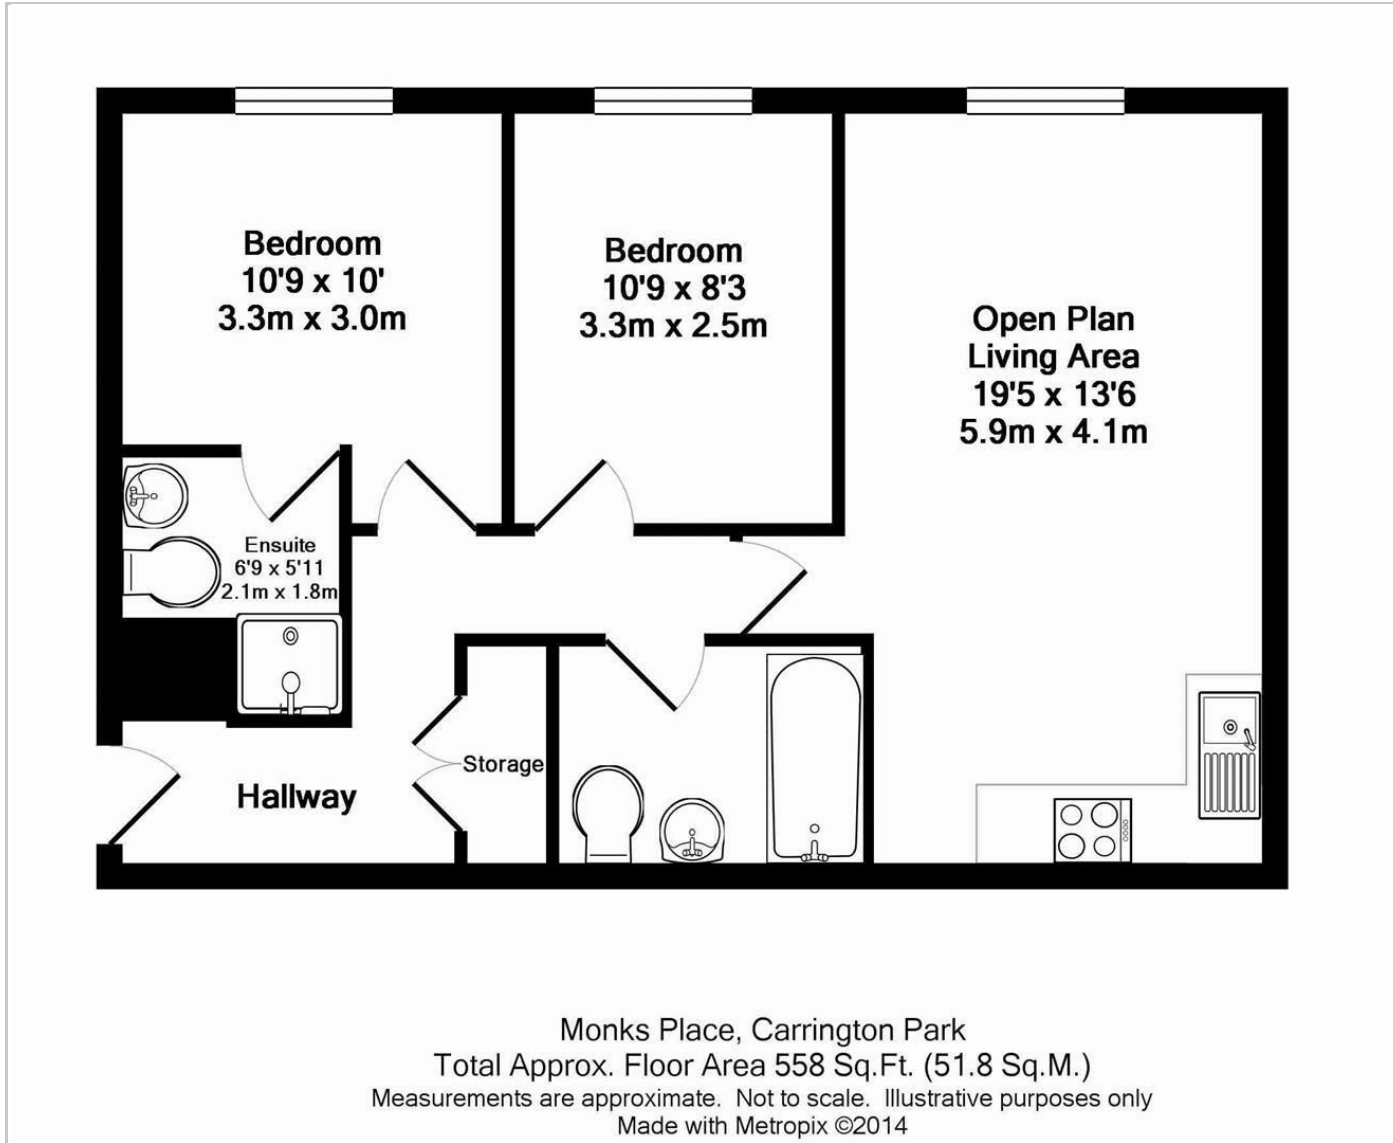 Bedroom
10'9 x 10'
3.3m x 3.0m
Bedroom
10'9 x 8'3
3.3m x 2.5m
Open Plan
Living Area
19'5 x 13'6
5.9m x 4.1m
Ensuite
6'9 x 5'11
2.1m x 1.8m
Storage
Hallway
Monks Place, Carrington Park
Total Approx. Floor Area 558 Sq.Ft. (51.8 Sq.M.)
Measurements are approximate. Not to scale. Illustrative purposes only
Made with Metropix ©2014